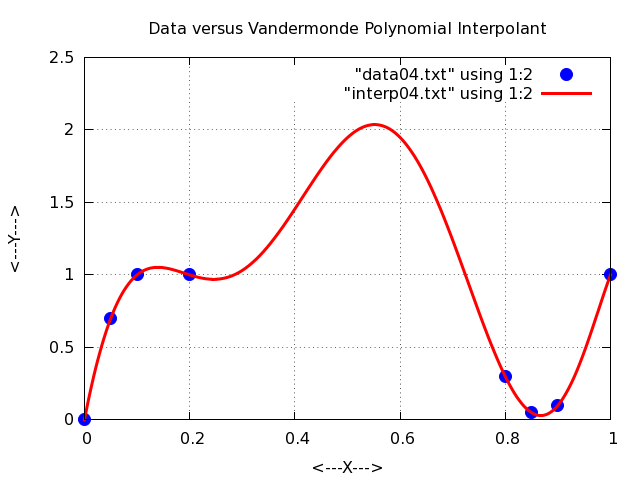 Data versus Vandermonde Polynomial Interpolant
2.5
"data04.txt" using 1:2
"interp04.txt" using 1:2
2
1.5
<---Y--->
1
0.5
0
0 0.2 0.4 0.6 0.8 1
<---X--->